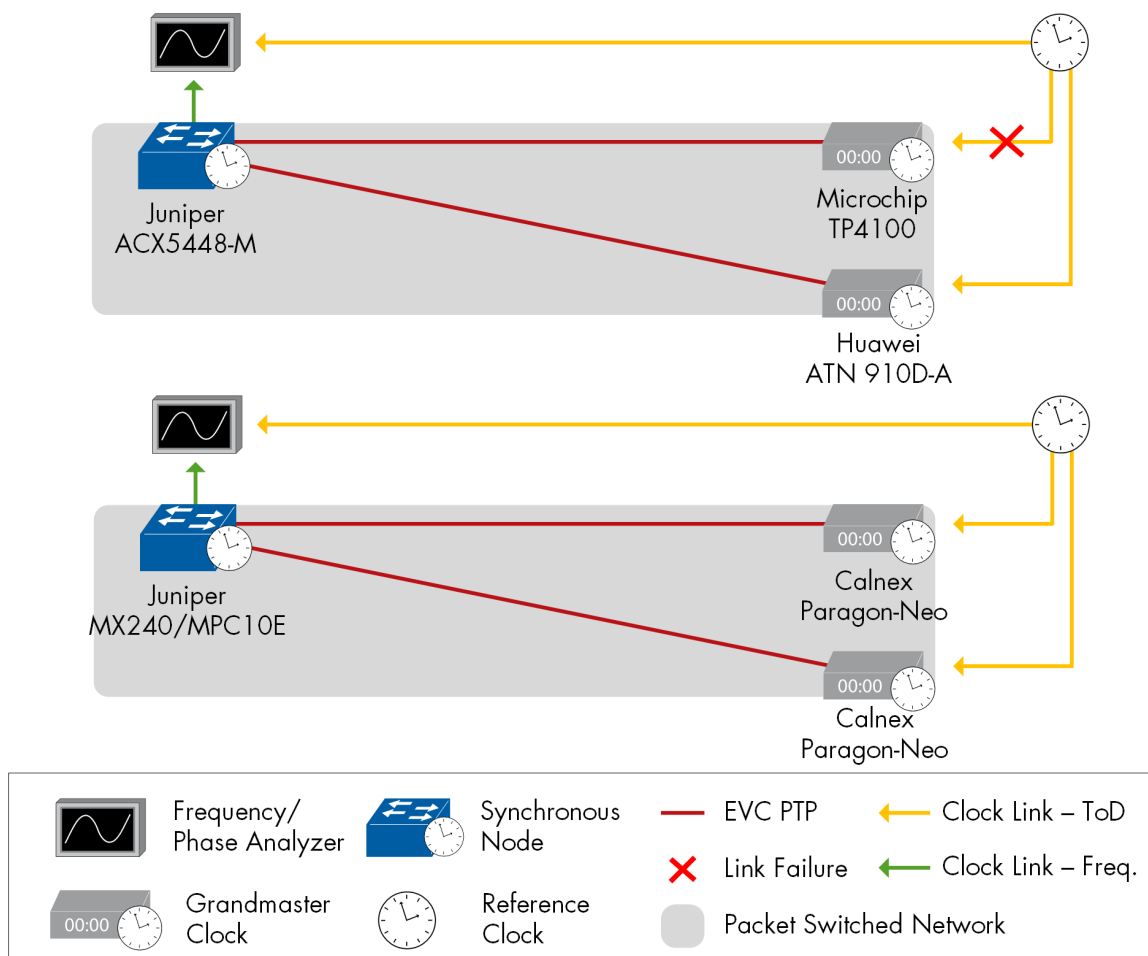 00:00
Microchip
TP4100
Juniper
ACX5448-M
00:00
Huawei
ATN 910D-A
00:00
Calnex
Paragon-Neo
Juniper
MX240/MPC10E
00:00
Calnex
Paragon-Neo
Frequency/
Phase Analyzer
Synchronous
Node
EVC PTP
Clock Link – ToD
Link Failure
Clock Link – Freq.
00:00
Grandmaster
Clock
Reference
Clock
Packet Switched Network